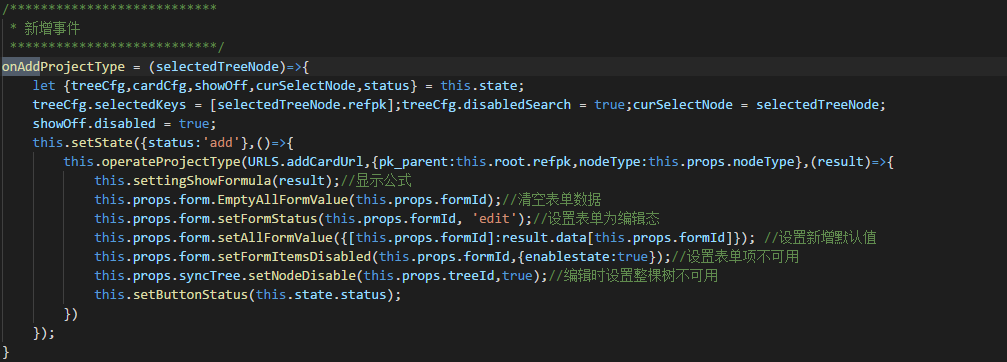 /***************************
 * 新增事件
 ***************************/
onAddProjectType = (selectedTreeNode)=>{
    let {treeCfg,cardCfg,showOff,curSelectNode,status} = this.state;
    treeCfg.selectedKeys = [selectedTreeNode.refpk];treeCfg.disabledSearch = true;curSelectNode = selectedTreeNode;
    showOff.disabled = true;
    this.setState({status:'add'},()=>{
        this.operateProjectType(URLS.addCardUrl,{pk_parent:this.root.refpk,nodeType:this.props.nodeType},(result)=>{
            this.settingShowFormula(result);//显示公式
            this.props.form.EmptyAllFormValue(this.props.formId);//清空表单数据
            this.props.form.setFormStatus(this.props.formId, 'edit');//设置表单为编辑态
            this.props.form.setAllFormValue({[this.props.formId]:result.data[this.props.formId]}); //设置新增默认值
            this.props.form.setFormItemsDisabled(this.props.formId,{enablestate:true});//设置表单项不可用
            this.props.syncTree.setNodeDisable(this.props.treeId,true);//编辑时设置整棵树不可用
            this.setButtonStatus(this.state.status);
        })
    });
}